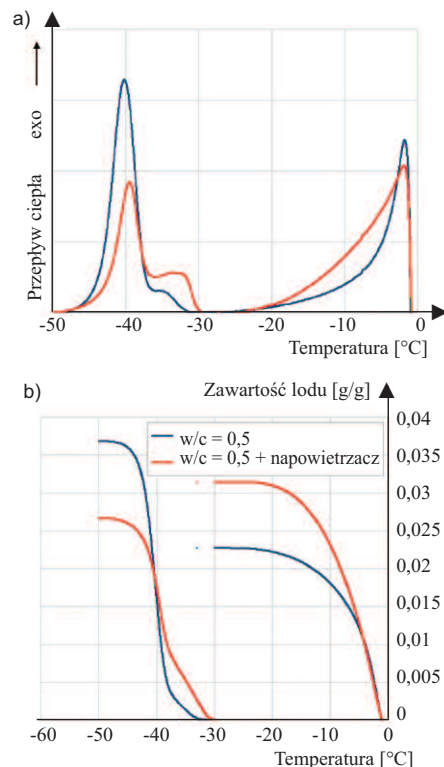 a)
Przepływ ciepła exo
-50 -40 -30 -20 -10 0
Temperatura [°C]
b)
Zawartość lodu [g/g]
w/c = 0,5
w/c = 0,5 + napowietrzacz
0,04
0,035
0,03
0,025
0,02
0,015
0,01
0,005
0
-60 -50 -40 -30 -20 -10 0
Temperatura [°C]